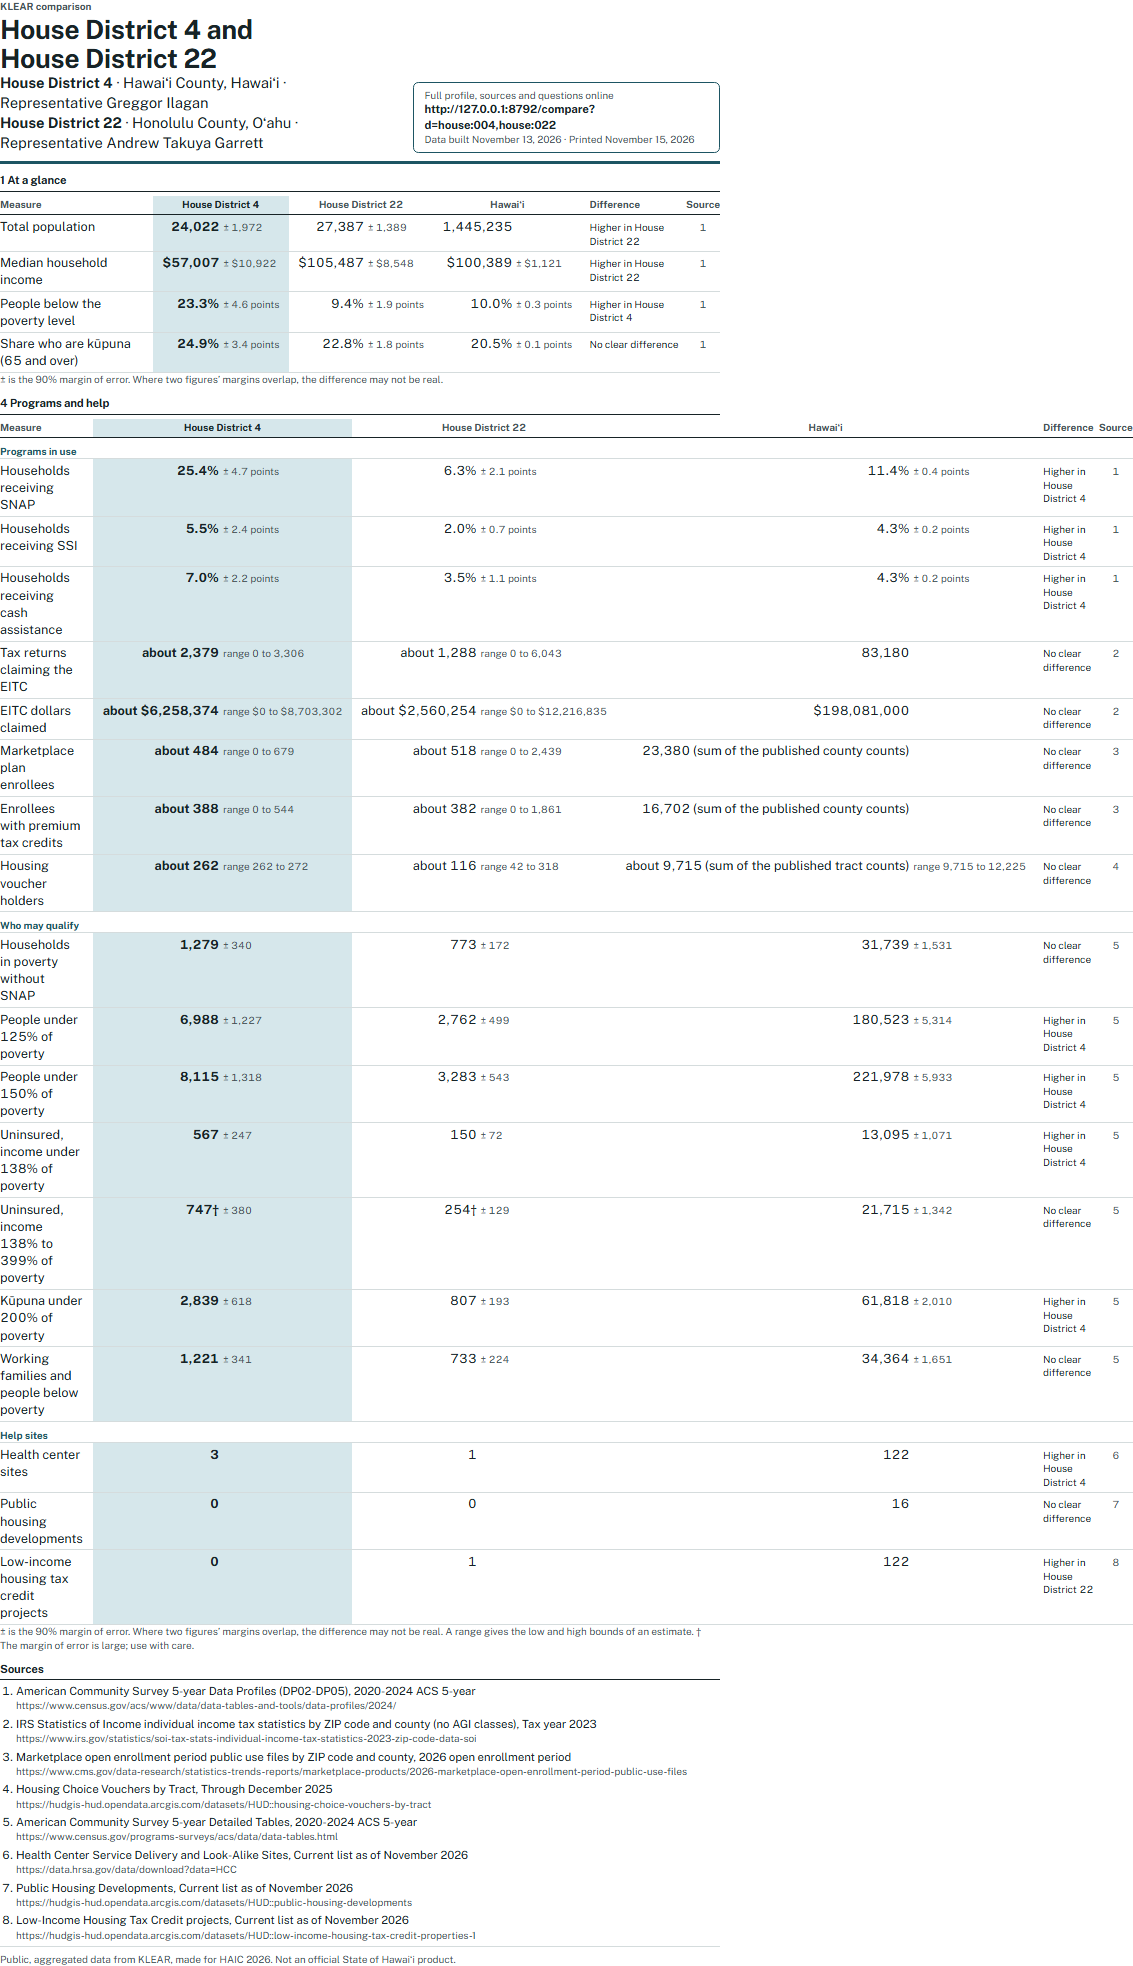 KLEAR comparison
House District 4 and
House District 22
House District 4 · Hawaiʻi County, Hawaiʻi ·
Representative Greggor Ilagan
House District 22 · Honolulu County, Oʻahu ·
Representative Andrew Takuya Garrett
Full profile, sources and questions online
http://127.0.0.1:8792/compare?
d=house:004,house:022
Data built November 13, 2026 · Printed November 15, 2026
1 At a glance
Measure House District 4 House District 22 Hawaiʻi Difference Source
Total population 24,022 ± 1,972 27,387 ± 1,389 1,445,235 Higher in House 1
District 22
Median household $57,007 ± $10,922 $105,487 ± $8,548 $100,389 ± $1,121 Higher in House 1
income District 22
People below the 23.3% ± 4.6 points 9.4% ± 1.9 points 10.0% ± 0.3 points Higher in House 1
poverty level District 4
Share who are kūpuna 24.9% ± 3.4 points 22.8% ± 1.8 points 20.5% ± 0.1 points No clear difference 1
(65 and over)
± is the 90% margin of error. Where two figures’ margins overlap, the difference may not be real.
4 Programs and help
Measure House District 4 House District 22 Hawaiʻi Difference Source
Programs in use
Households 25.4% ± 4.7 points 6.3% ± 2.1 points 11.4% ± 0.4 points Higher in 1
receiving House
SNAP District 4
Households 5.5% ± 2.4 points 2.0% ± 0.7 points 4.3% ± 0.2 points Higher in 1
receiving SSI House
District 4
Households 7.0% ± 2.2 points 3.5% ± 1.1 points 4.3% ± 0.2 points Higher in 1
receiving House
cash District 4
assistance
Tax returns about 2,379 range 0 to 3,306 about 1,288 range 0 to 6,043 83,180 No clear 2
claiming the difference
EITC
EITC dollars about $6,258,374 range $0 to $8,703,302 about $2,560,254 range $0 to $12,216,835 $198,081,000 No clear 2
claimed difference
Marketplace about 484 range 0 to 679 about 518 range 0 to 2,439 23,380 (sum of the published county counts) No clear 3
plan difference
enrollees
Enrollees about 388 range 0 to 544 about 382 range 0 to 1,861 16,702 (sum of the published county counts) No clear 3
with premium difference
tax credits
Housing about 262 range 262 to 272 about 116 range 42 to 318 about 9,715 (sum of the published tract counts) range 9,715 to 12,225 No clear 4
voucher difference
holders
Who may qualify
Households 1,279 ± 340 773 ± 172 31,739 ± 1,531 No clear 5
in poverty difference
without
SNAP
People under 6,988 ± 1,227 2,762 ± 499 180,523 ± 5,314 Higher in 5
125% of House
poverty District 4
People under 8,115 ± 1,318 3,283 ± 543 221,978 ± 5,933 Higher in 5
150% of House
poverty District 4
Uninsured, 567 ± 247 150 ± 72 13,095 ± 1,071 Higher in 5
income under House
138% of District 4
poverty
Uninsured, 747† ± 380 254† ± 129 21,715 ± 1,342 No clear 5
income difference
138% to
399% of
poverty
Kūpuna under 2,839 ± 618 807 ± 193 61,818 ± 2,010 Higher in 5
200% of House
poverty District 4
Working 1,221 ± 341 733 ± 224 34,364 ± 1,651 No clear 5
families and difference
people below
poverty
Help sites
Health center 3 1 122 Higher in 6
sites House
District 4
Public 0 0 16 No clear 7
housing difference
developments
Low-income 0 1 122 Higher in 8
housing tax House
credit District 22
projects
± is the 90% margin of error. Where two figures’ margins overlap, the difference may not be real. A range gives the low and high bounds of an estimate. †
The margin of error is large; use with care.
Sources
1. American Community Survey 5-year Data Profiles (DP02-DP05), 2020-2024 ACS 5-year
https://www.census.gov/acs/www/data/data-tables-and-tools/data-profiles/2024/
2. IRS Statistics of Income individual income tax statistics by ZIP code and county (no AGI classes), Tax year 2023
https://www.irs.gov/statistics/soi-tax-stats-individual-income-tax-statistics-2023-zip-code-data-soi
3. Marketplace open enrollment period public use files by ZIP code and county, 2026 open enrollment period
https://www.cms.gov/data-research/statistics-trends-reports/marketplace-products/2026-marketplace-open-enrollment-period-public-use-files
4. Housing Choice Vouchers by Tract, Through December 2025
https://hudgis-hud.opendata.arcgis.com/datasets/HUD::housing-choice-vouchers-by-tract
5. American Community Survey 5-year Detailed Tables, 2020-2024 ACS 5-year
https://www.census.gov/programs-surveys/acs/data/data-tables.html
6. Health Center Service Delivery and Look-Alike Sites, Current list as of November 2026
https://data.hrsa.gov/data/download?data=HCC
7. Public Housing Developments, Current list as of November 2026
https://hudgis-hud.opendata.arcgis.com/datasets/HUD::public-housing-developments
8. Low-Income Housing Tax Credit projects, Current list as of November 2026
https://hudgis-hud.opendata.arcgis.com/datasets/HUD::low-income-housing-tax-credit-properties-1
Public, aggregated data from KLEAR, made for HAIC 2026. Not an official State of Hawaiʻi product.